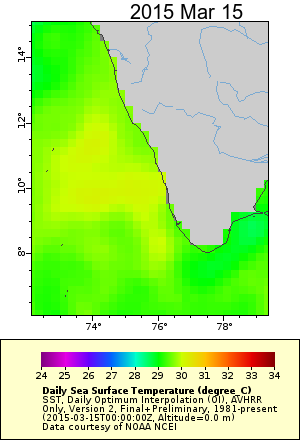 2015 Mar 15
14°
12°
10°
8°
74° 76° 78°
24 25 26 27 28 29 30 31 32 33 34
Daily Sea Surface Temperature (degree_C)
SST, Daily Optimum Interpolation (OI), AVHRR
Only, Version 2, Final+Preliminary, 1981-present
(2015-03-15T00:00:00Z, Altitude=0.0 m)
Data courtesy of NOAA NCEI